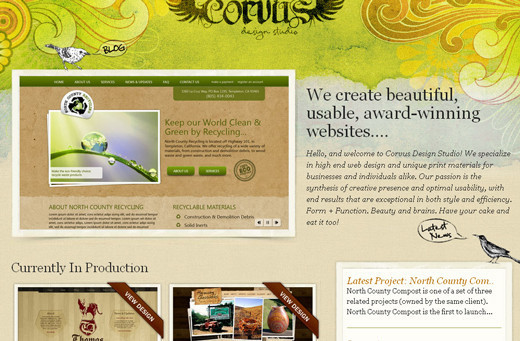 corvus
design studio
BLOG
HOME ABOUT US SERVICES NEWS & UPDATES FAQ CONTACT US
Keep our World Clean &
Green by Recycling...
ABOUT US SERVICES
ABOUT NORTH COUNTY RECYCLING
RECYCLABLE MATERIALS
Construction & Demolition Debris
Solid barts
We create beautiful,
usable, award-winning
websites....
Hello, and welcome to Corvus Design Studio! We specialize
in high end web design and unique print materials for
businesses and individuals alike. Our passion is the
synthesis of creative presence and optimal usability, with
end results that are exceptional in both style and efficiency.
Form + Function. Beauty and brains. Have your cake and
eat it too!
Latest
News
Currently In Production
VIEW DESIGN
VIEW DESIGN
Thomas
Latest Project: North County Com...
North County Compost is one of a set of three
related projects (owned by the same client).
North County Compost is the first to launch...